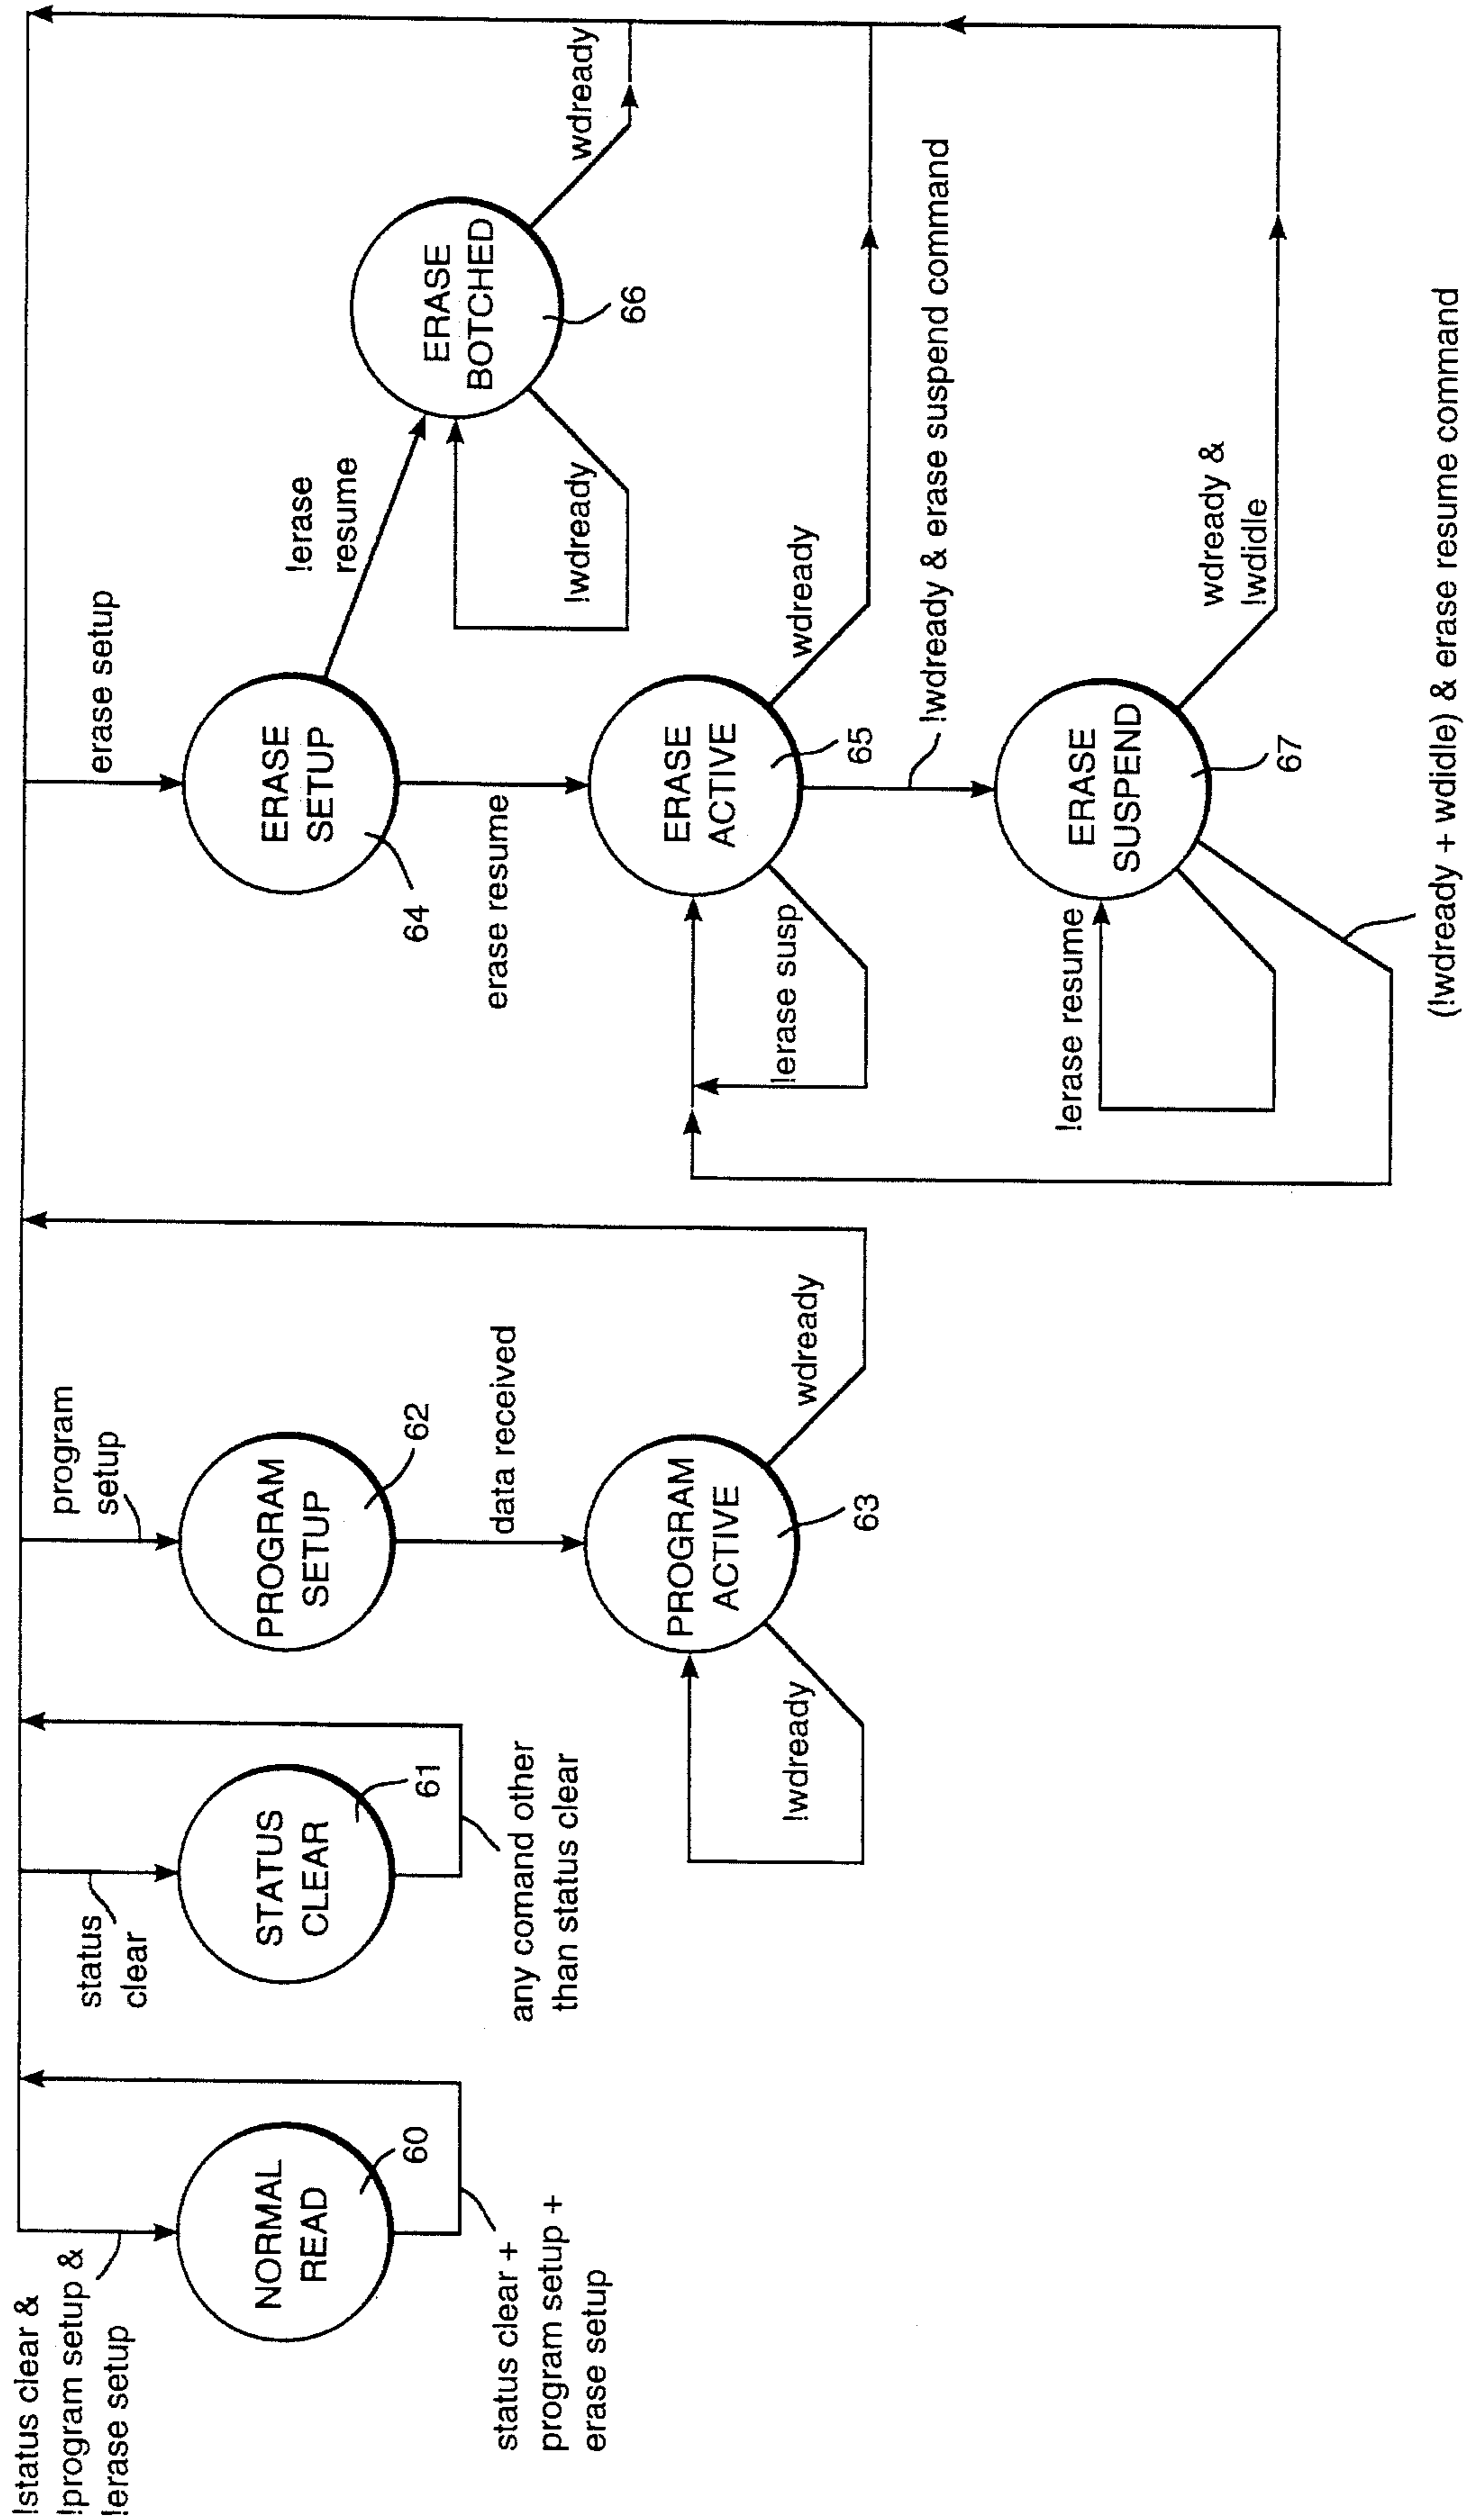 !status clear &
!program setup &
!erase setup
NORMAL
READ
60
status clear +
program setup +
erase setup
status
clear
STATUS
CLEAR
61
any comand other
than status clear
program
setup
PROGRAM
SETUP
62
data received
PROGRAM
ACTIVE
63
!wdready
wdready
erase setup
ERASE
SETUP
64
!erase
resume
ERASE
BOTCHED
66
!wdready
wdready
erase resume
ERASE
ACTIVE
65
!erase susp
wdready
!wdready & erase suspend command
ERASE
SUSPEND
67
!erase resume
wdready &
!wdidle
(!wdready + wdidle) & erase resume command